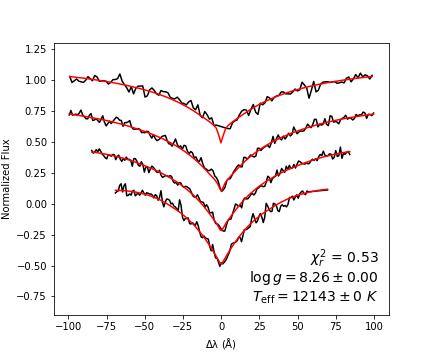 1.25
1.00
0.75
0.50
0.25
0.00
−0.25
−0.50
−0.75
Normalized Flux
χ²ᵣ = 0.53
log g = 8.26 ± 0.00
T_eff = 12143 ± 0 K
−100 −75 −50 −25 0 25 50 75 100
Δλ (Å)